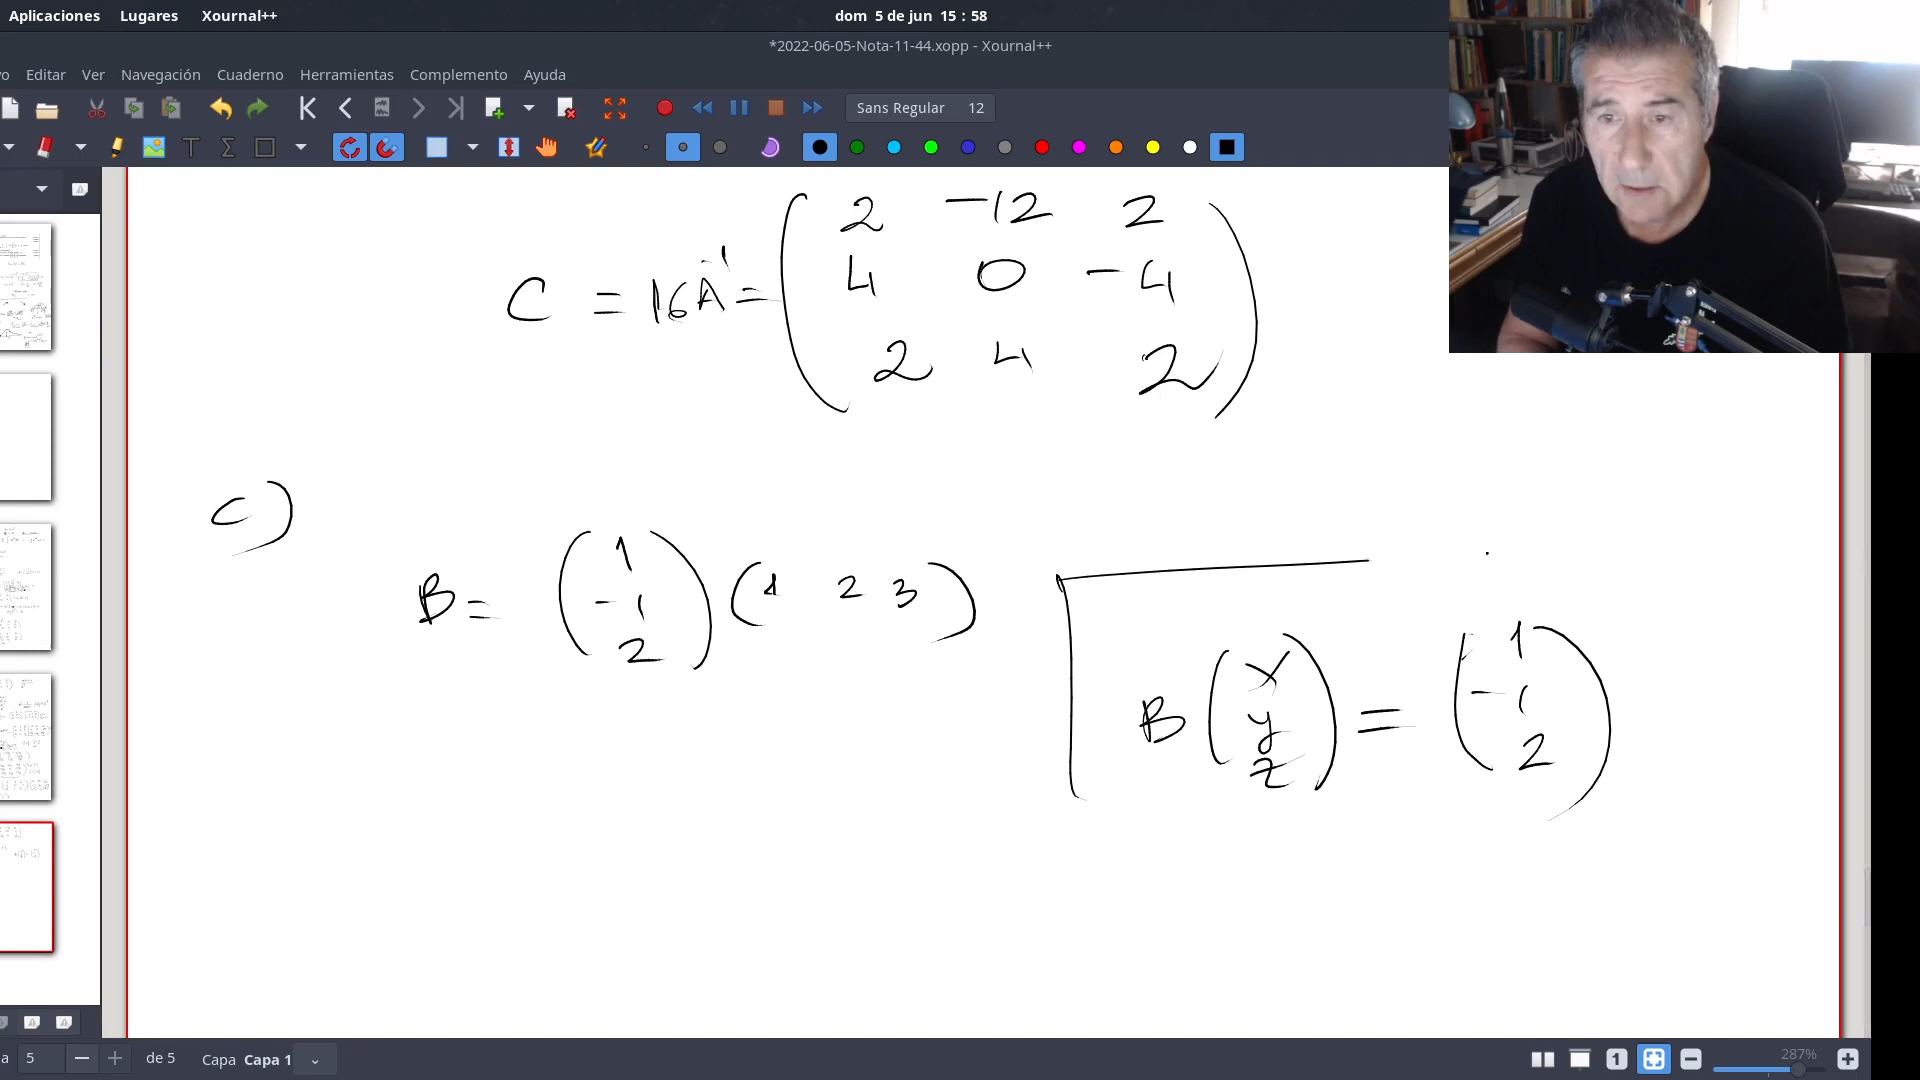 Aplicaciones Lugares Xournal++ dom 5 de jun 15 : 58
*2022-06-05-Nota-11-44.xopp - Xournal++
o Editar Ver Navegación Cuaderno Herramientas Complemento Ayuda
Sans Regular 12
2 -12 2
C = 16A⁻¹ = 4 0 -4
2 4 2
c)
B = (1 -1 2) (1 2 3)
B (x y z) = (1 -1 2)
a 5 de 5 Capa Capa 1 1 287%